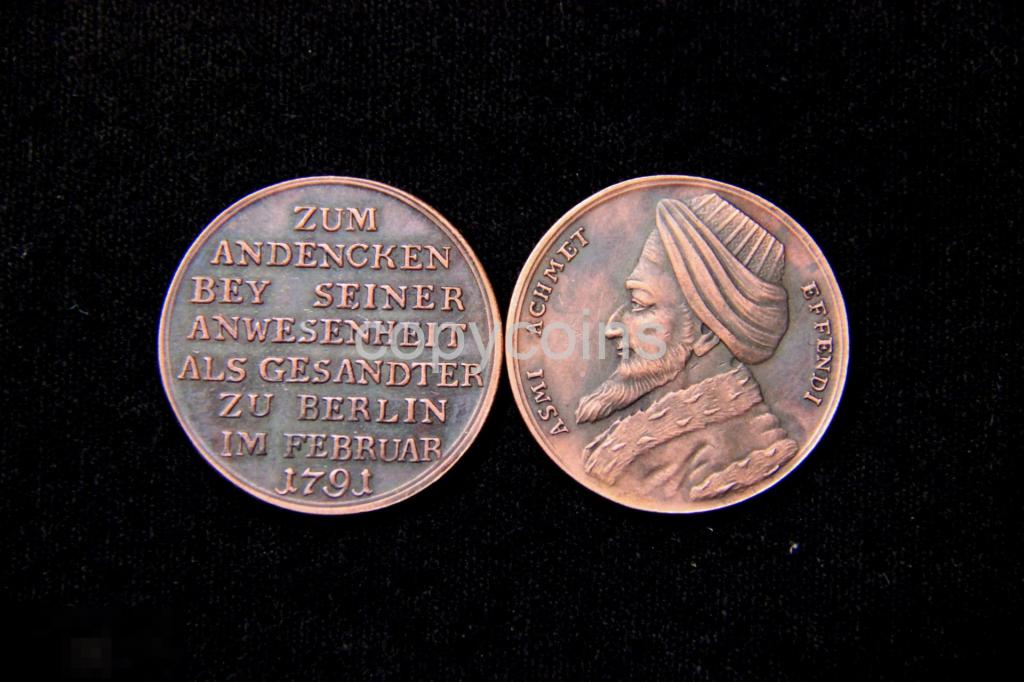 ZUM
ANDENCKEN
BEY SEINER
ANWESENHEIT
ALS GESANDTER
ZU BERLIN
IM FEBRUAR
1791
ASMI ACHMET EFFENDI
copycoins